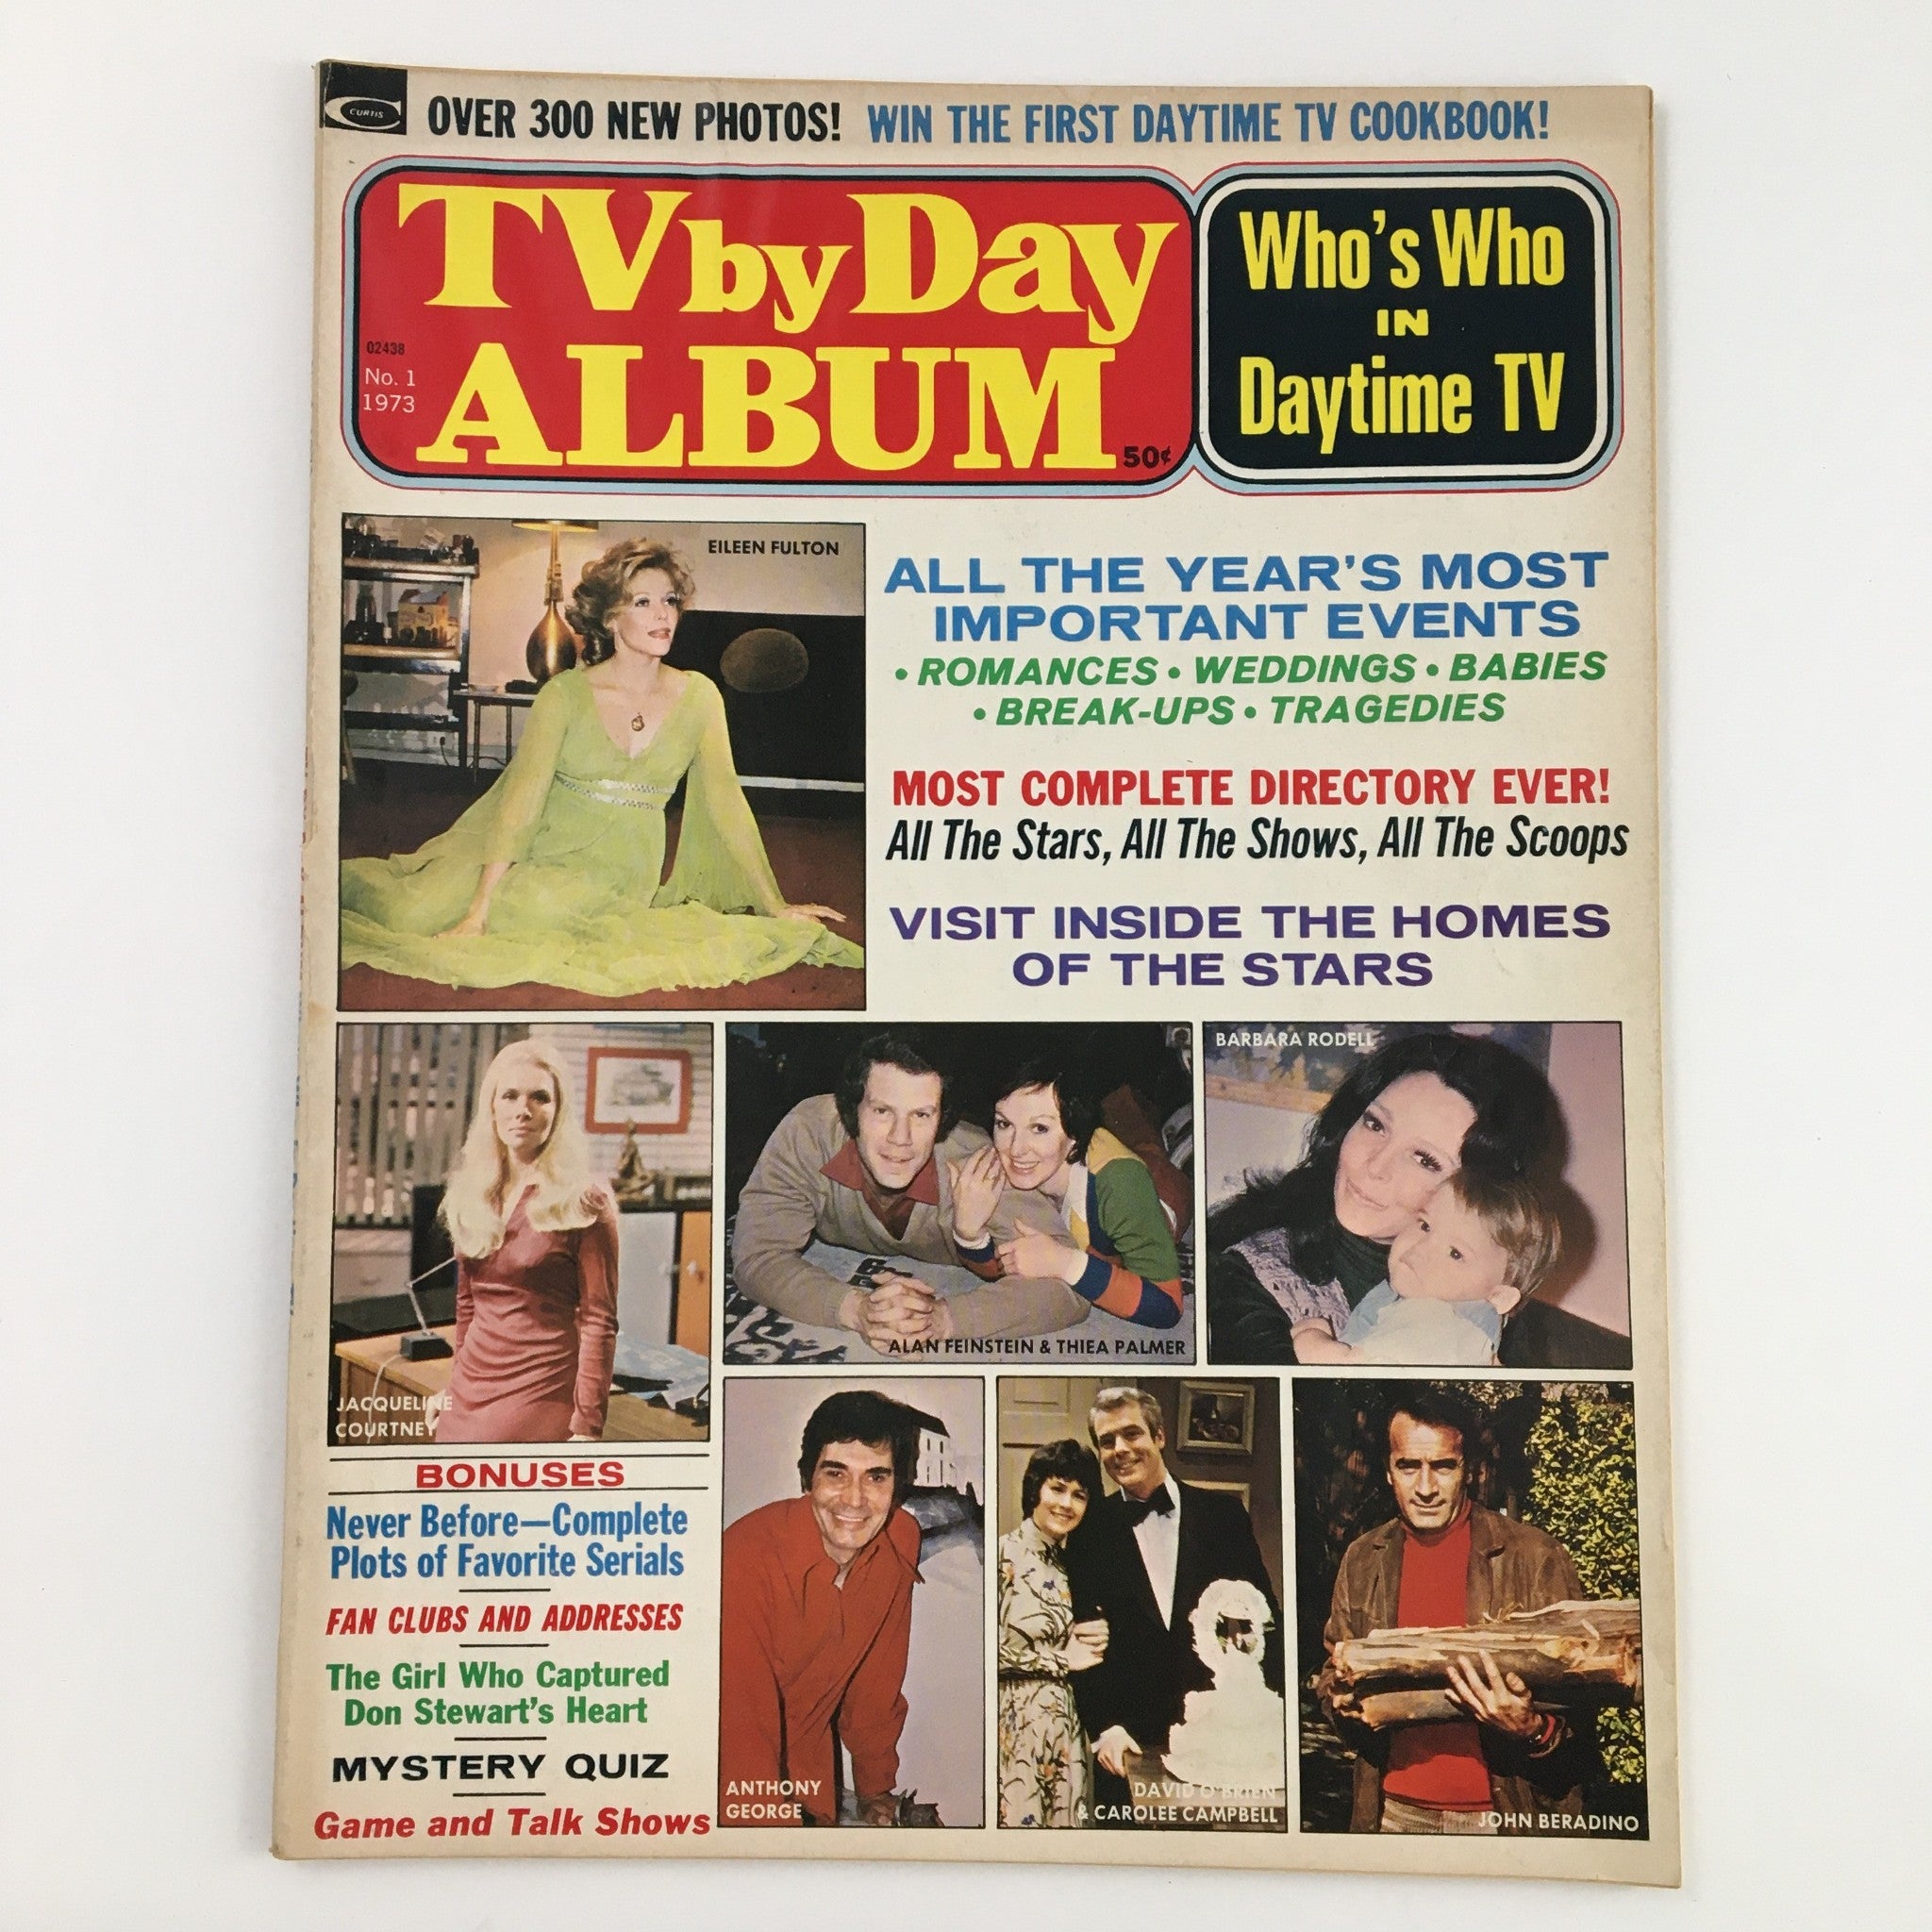 CURTIS
OVER 300 NEW PHOTOS! WIN THE FIRST DAYTIME TV COOKBOOK!
TV by Day
ALBUM
02438
No. 1
1973
50¢
Who's Who
IN
Daytime TV
EILEEN FULTON
ALL THE YEAR'S MOST
IMPORTANT EVENTS
• ROMANCES • WEDDINGS • BABIES
• BREAK-UPS • TRAGEDIES
MOST COMPLETE DIRECTORY EVER!
All The Stars, All The Shows, All The Scoops
VISIT INSIDE THE HOMES
OF THE STARS
JACQUELINE
COURTNEY
ALAN FEINSTEIN & THIEA PALMER
BARBARA RODELL
BONUSES
Never Before—Complete
Plots of Favorite Serials
FAN CLUBS AND ADDRESSES
The Girl Who Captured
Don Stewart's Heart
MYSTERY QUIZ
Game and Talk Shows
ANTHONY
GEORGE
DAVID O'BRIEN
& CAROLEE CAMPBELL
JOHN BERADINO